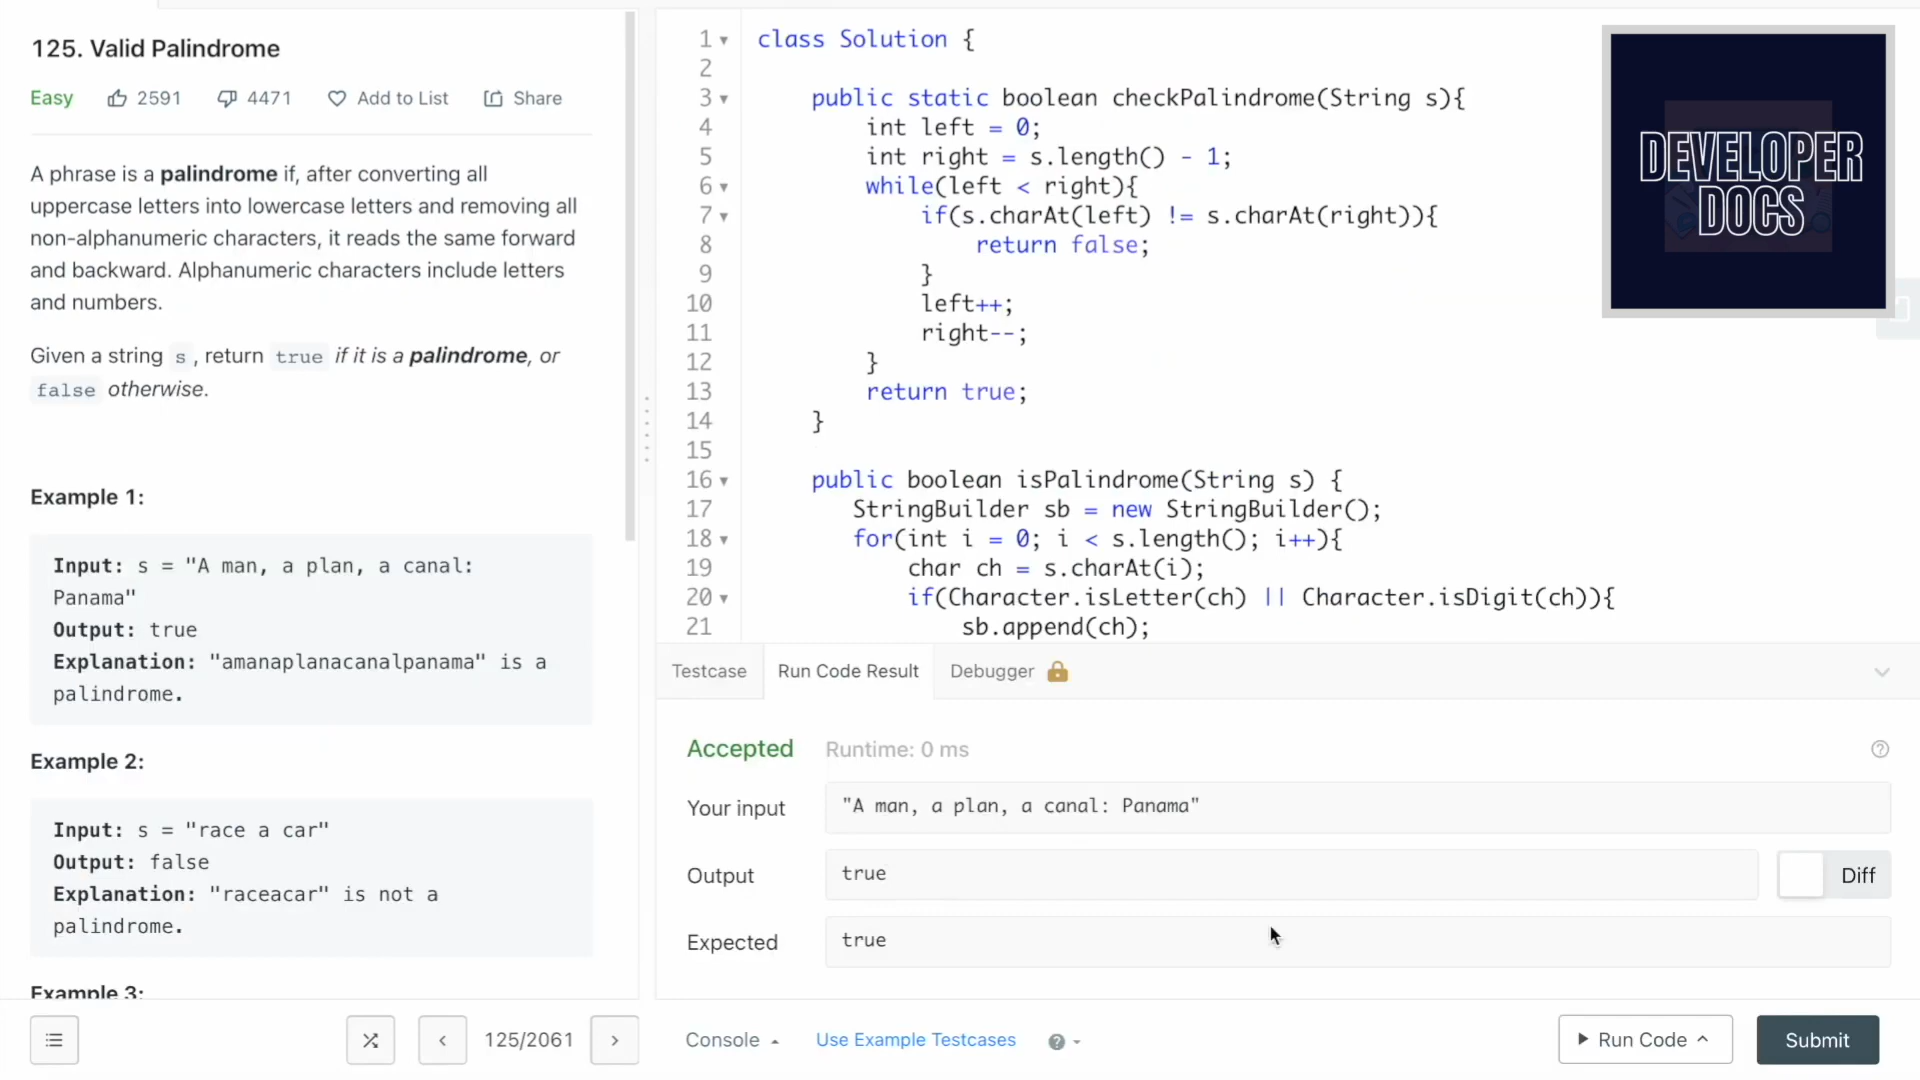 125. Valid Palindrome
Easy 2591 4471 Add to List Share
A phrase is a palindrome if, after converting all
uppercase letters into lowercase letters and removing all
non-alphanumeric characters, it reads the same forward
and backward. Alphanumeric characters include letters
and numbers.
Given a string s, return true if it is a palindrome, or
false otherwise.
Example 1:
Input: s = "A man, a plan, a canal:
Panama"
Output: true
Explanation: "amanaplanacanalpanama" is a
palindrome.
Example 2:
Input: s = "race a car"
Output: false
Explanation: "raceacar" is not a
palindrome.
Example 3:
125/2061
1 class Solution {
2
3 public static boolean checkPalindrome(String s){
4 int left = 0;
5 int right = s.length() - 1;
6 while(left < right){
7 if(s.charAt(left) != s.charAt(right)){
8 return false;
9 }
10 left++;
11 right--;
12 }
13 return true;
14 }
15
16 public boolean isPalindrome(String s) {
17 StringBuilder sb = new StringBuilder();
18 for(int i = 0; i < s.length(); i++){
19 char ch = s.charAt(i);
20 if(Character.isLetter(ch) || Character.isDigit(ch)){
21 sb.append(ch);
DEVELOPER
DOCS
Testcase Run Code Result Debugger
Accepted Runtime: 0 ms
Your input "A man, a plan, a canal: Panama"
Output true Diff
Expected true
Console Use Example Testcases Run Code Submit